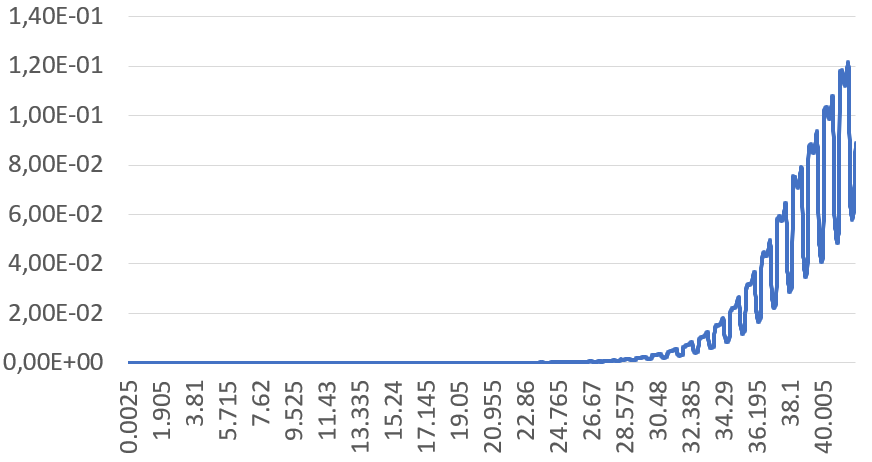 1,40E-01
1,20E-01
1,00E-01
8,00E-02
6,00E-02
4,00E-02
2,00E-02
0,00E+00
0.0025
1.905
3.81
5.715
7.62
9.525
11.43
13.335
15.24
17.145
19.05
20.955
22.86
24.765
26.67
28.575
30.48
32.385
34.29
36.195
38.1
40.005